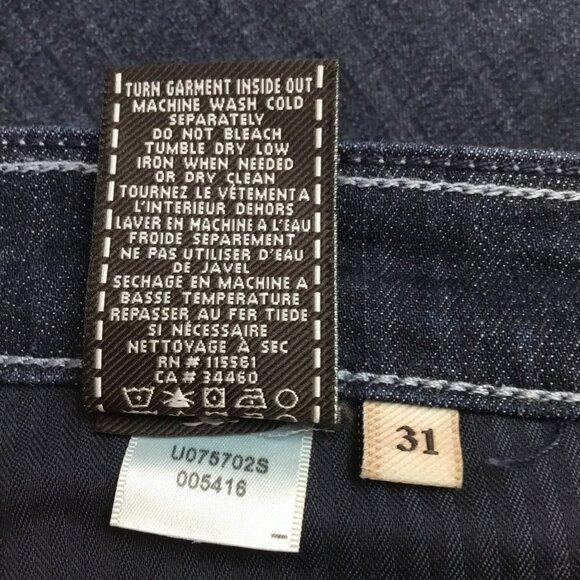 TURN GARMENT INSIDE OUT
MACHINE WASH COLD
SEPARATELY
DO NOT BLEACH
TUMBLE DRY LOW
IRON WHEN NEEDED
OR DRY CLEAN
TOURNEZ LE VÉTEMENT A
L'INTERIEUR DEHORS
LAVER EN MACHINE A L'EAU
FROIDE SEPAREMENT
NE PAS UTILISER D'EAU
DE JAVEL
SECHAGE EN MACHINE A
BASSE TEMPERATURE
REPASSER AU FER TIEDE
SI NÉCESSAIRE
NETTOYAGE À SEC
RN # 115561
CA # 34460
U075702S
005416
31